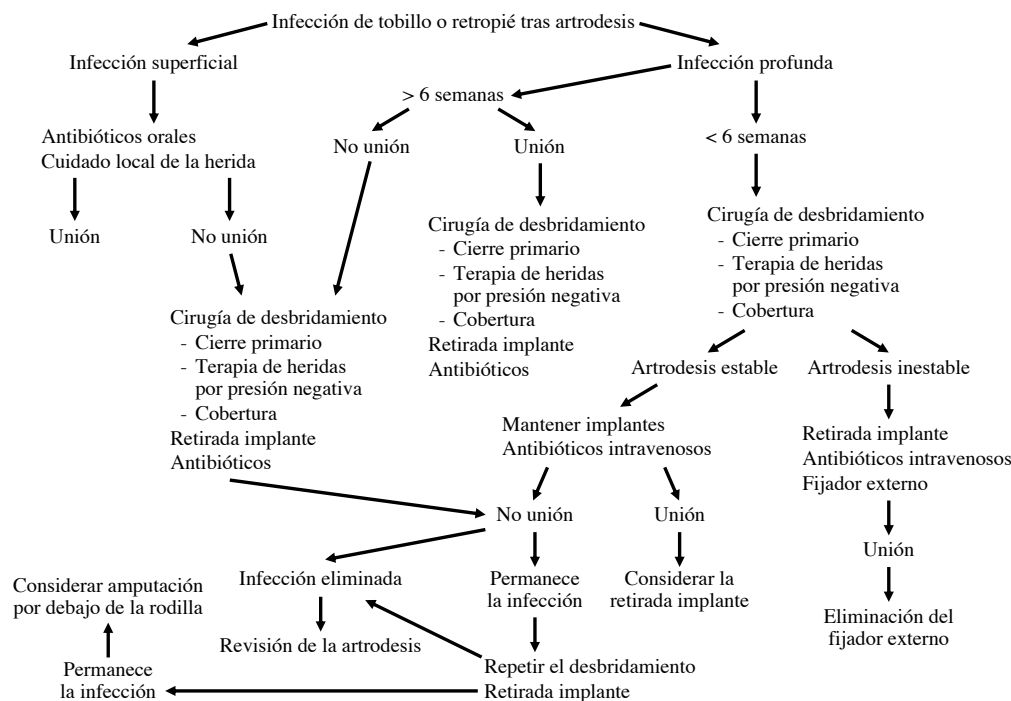 Infección de tobillo o retropié tras artrodesis
Infección superficial
Infección profunda
> 6 semanas
Antibióticos orales
Cuidado local de la herida
No unión
Unión
< 6 semanas
Unión
No unión
Cirugía de desbridamiento
- Cierre primario
- Terapia de heridas
por presión negativa
- Cobertura
Retirada implante
Antibióticos
Cirugía de desbridamiento
- Cierre primario
- Terapia de heridas
por presión negativa
- Cobertura
Cirugía de desbridamiento
- Cierre primario
- Terapia de heridas
por presión negativa
- Cobertura
Retirada implante
Antibióticos
Artrodesis estable
Artrodesis inestable
Mantener implantes
Antibióticos intravenosos
Retirada implante
Antibióticos intravenosos
Fijador externo
No unión
Unión
Unión
Considerar amputación
por debajo de la rodilla
Infección eliminada
Permanece
la infección
Considerar la
retirada implante
Eliminación del
fijador externo
Revisión de la artrodesis
Permanece
la infección
Repetir el desbridamiento
Retirada implante